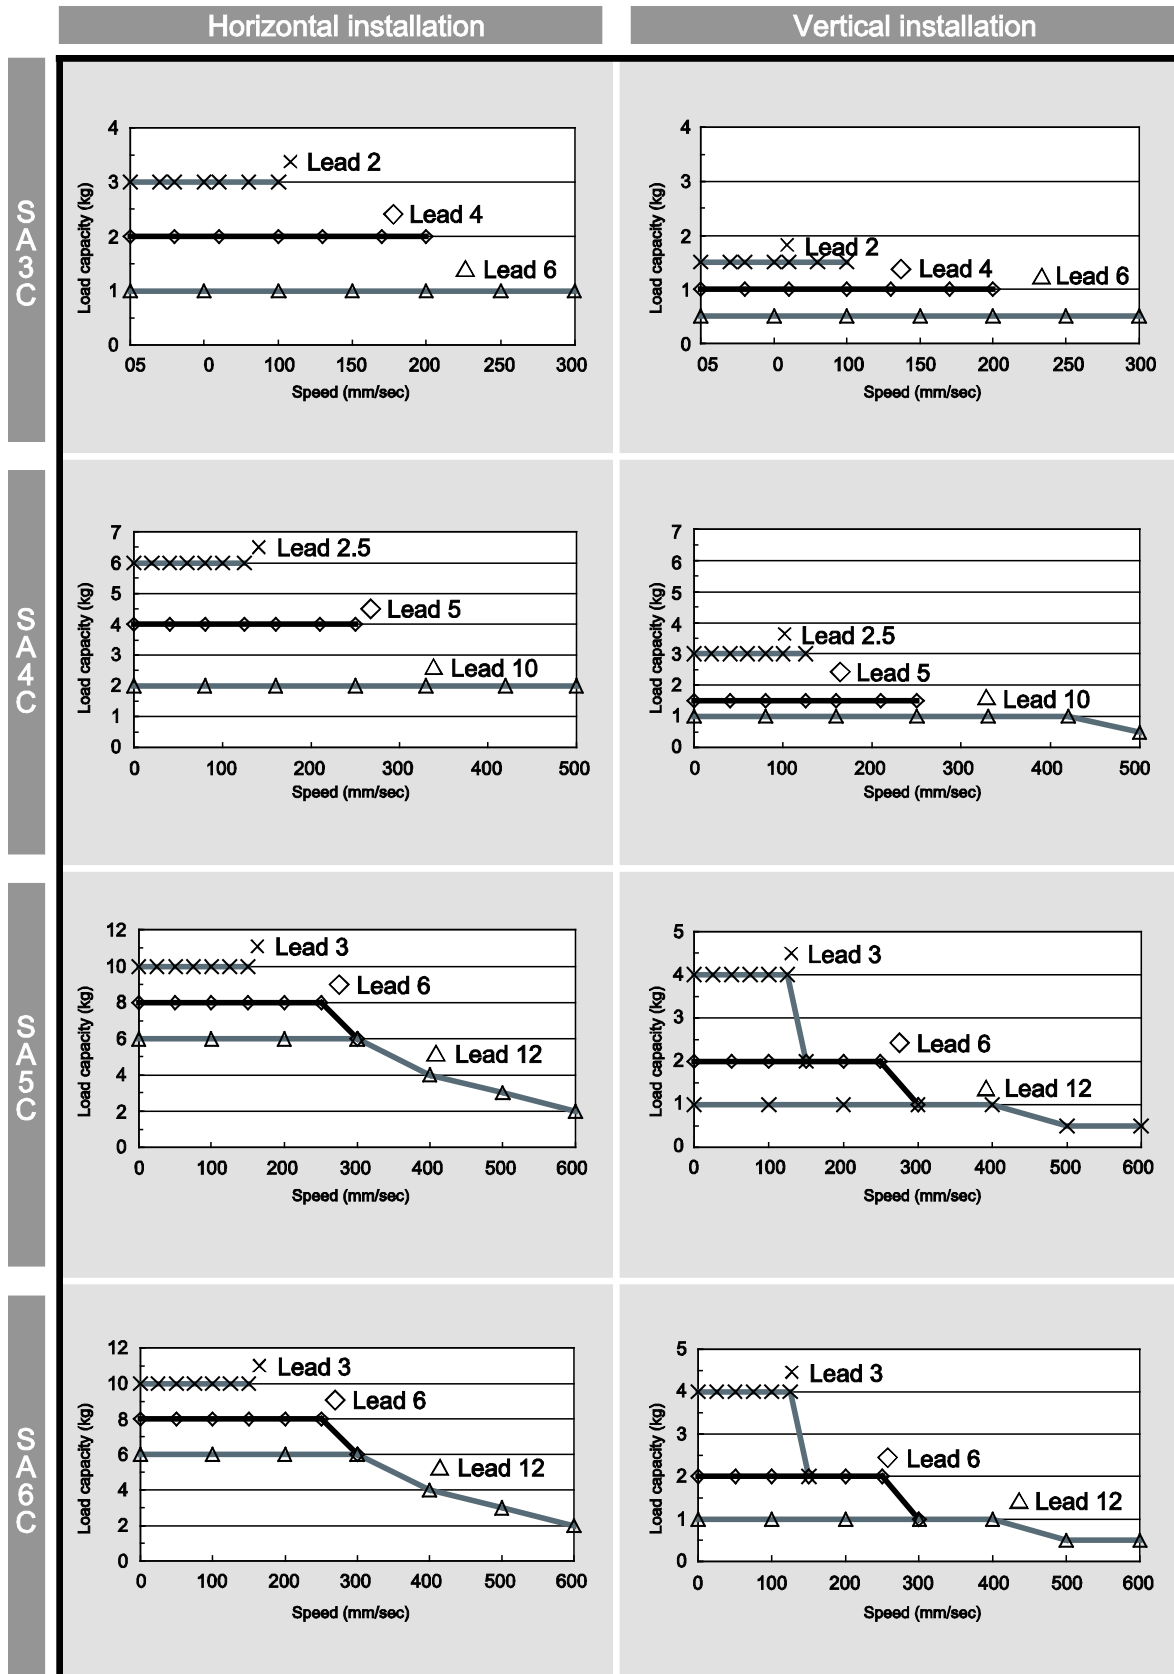 Horizontal installation
Vertical installation
SA3C
4
3
2
1
0
Load capacity (kg)
Lead 2
Lead 4
Lead 6
05 0 100 150 200 250 300
Speed (mm/sec)
4
3
2
1
0
Load capacity (kg)
Lead 2
Lead 4
Lead 6
05 0 100 150 200 250 300
Speed (mm/sec)
SA4C
7
6
5
4
3
2
1
0
Load capacity (kg)
Lead 2.5
Lead 5
Lead 10
0 100 200 300 400 500
Speed (mm/sec)
7
6
5
4
3
2
1
0
Load capacity (kg)
Lead 2.5
Lead 5
Lead 10
0 100 200 300 400 500
Speed (mm/sec)
SA5C
12
10
8
6
4
2
0
Load capacity (kg)
Lead 3
Lead 6
Lead 12
0 100 200 300 400 500 600
Speed (mm/sec)
5
4
3
2
1
0
Load capacity (kg)
Lead 3
Lead 6
Lead 12
0 100 200 300 400 500 600
Speed (mm/sec)
SA6C
12
10
8
6
4
2
0
Load capacity (kg)
Lead 3
Lead 6
Lead 12
0 100 200 300 400 500 600
Speed (mm/sec)
5
4
3
2
1
0
Load capacity (kg)
Lead 3
Lead 6
Lead 12
0 100 200 300 400 500 600
Speed (mm/sec)